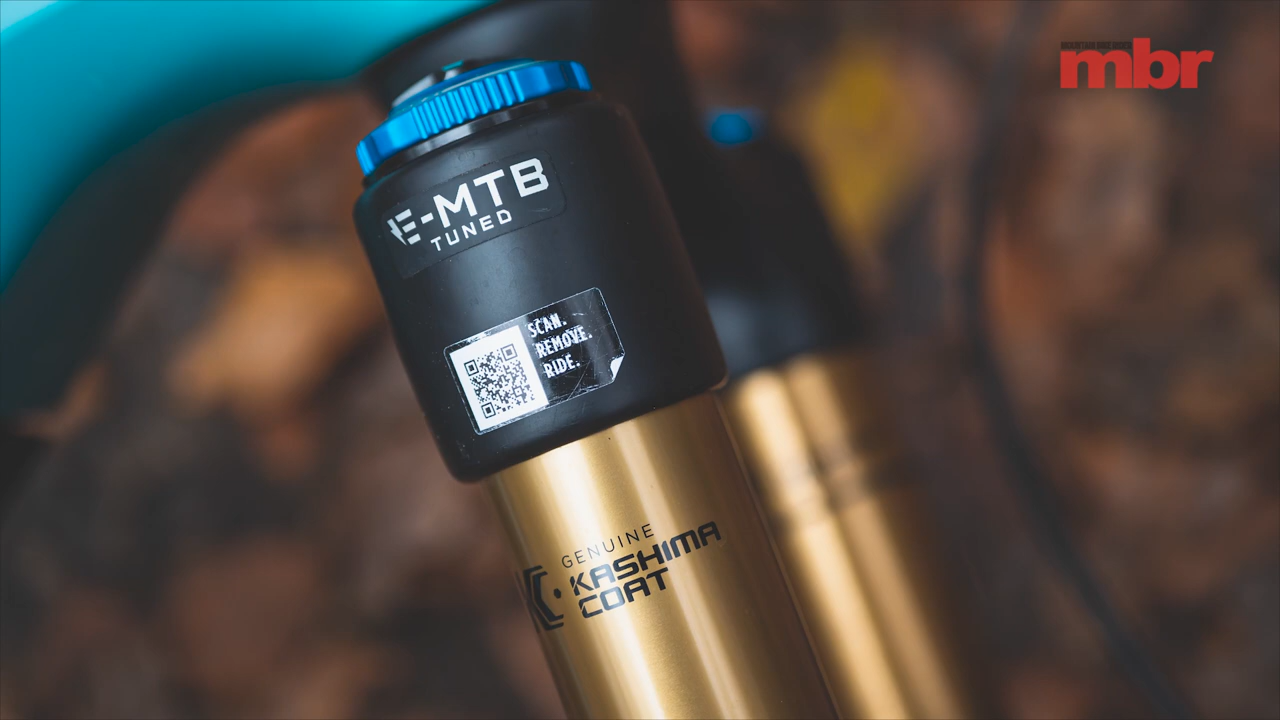 mbr
E-MTB
TUNED
SCAN.
REMOVE.
RIDE.
GENUINE
KASHIMA
COAT